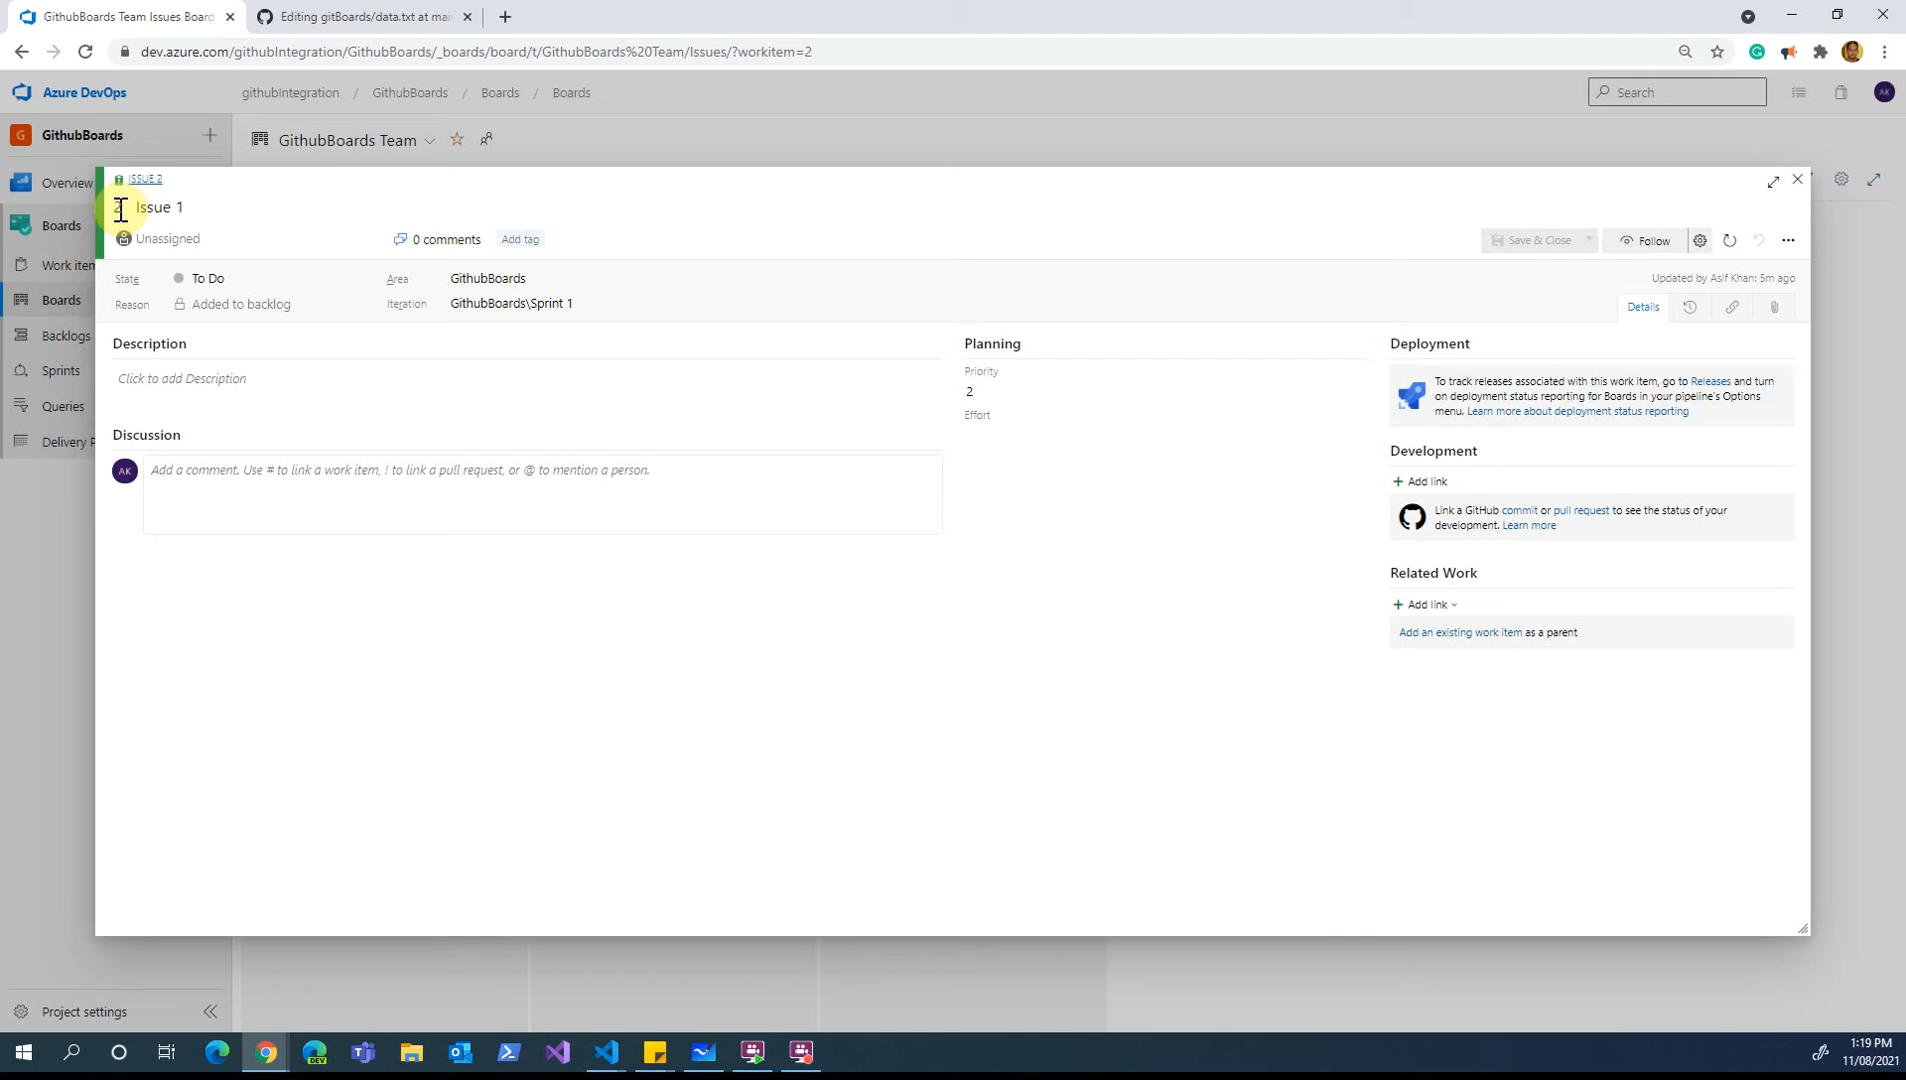 GithubBoards Team Issues Board
Editing gitBoards/data.txt at mai
dev.azure.com/githubIntegration/GithubBoards/_boards/board/t/GithubBoards%20Team/Issues/?workitem=2
Azure DevOps
githubIntegration / GithubBoards / Boards / Boards
Search
AK
G GithubBoards
GithubBoards Team
Overview
Boards
Work item
Boards
Backlogs
Sprints
Queries
Delivery P
Project settings
ISSUE 2
2 Issue 1
Unassigned
0 comments
Add tag
Save & Close
Follow
State To Do
Area GithubBoards
Updated by Asif Khan: 5m ago
Reason Added to backlog
Iteration GithubBoards\Sprint 1
Details
Description
Click to add Description
Discussion
AK
Add a comment. Use # to link a work item, ! to link a pull request, or @ to mention a person.
Planning
Priority
2
Effort
Deployment
To track releases associated with this work item, go to Releases and turn
on deployment status reporting for Boards in your pipeline's Options
menu. Learn more about deployment status reporting
Development
+ Add link
Link a GitHub commit or pull request to see the status of your
development. Learn more
Related Work
+ Add link
Add an existing work item as a parent
DEV
1:19 PM
11/08/2021